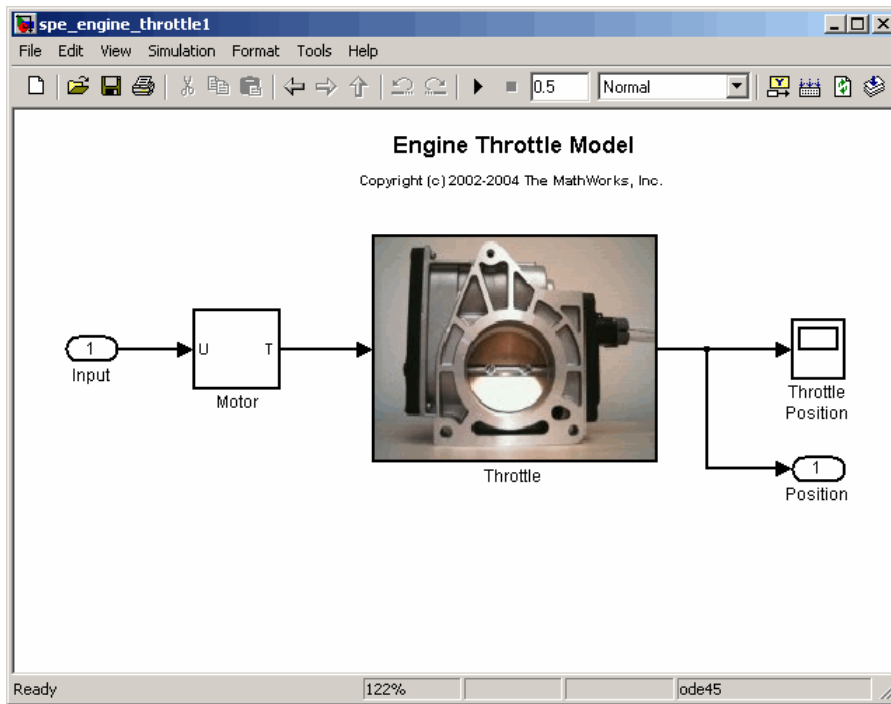 spe_engine_throttle1
File Edit View Simulation Format Tools Help
0.5 Normal
Engine Throttle Model
Copyright (c) 2002-2004 The MathWorks, Inc.
1
Input
U T
Motor
Throttle
Throttle
Position
1
Position
Ready 122% ode45